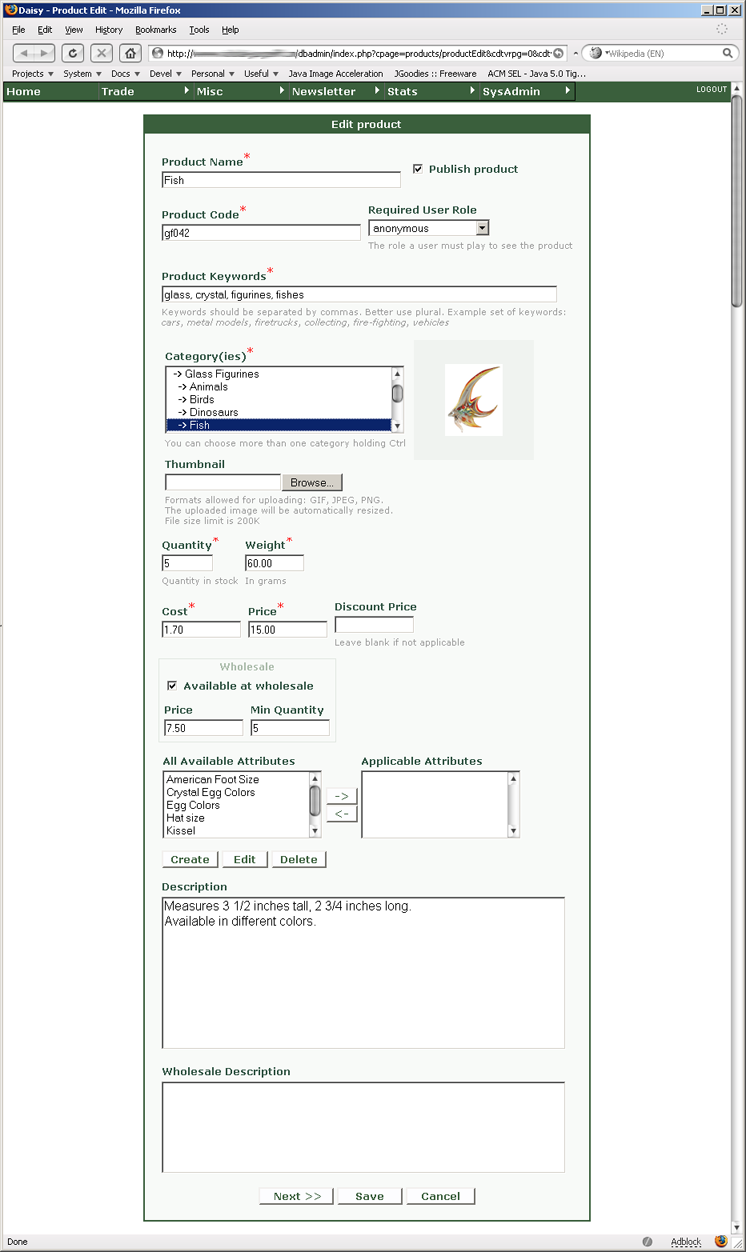 Daisy - Product Edit - Mozilla Firefox
File Edit View History Bookmarks Tools Help
http:// /dbadmin/index.php?cpage=products/productEdit&cdtvrpg=0&cdt Wikipedia (EN)
Projects System Docs Devel Personal Useful Java Image Acceleration JGoodies :: Freeware ACM SEL - Java 5.0 Tig...
Home Trade Misc Newsletter Stats SysAdmin LOGOUT
Edit product
Product Name*
Publish product
Fish
Product Code* Required User Role
gf042 anonymous
The role a user must play to see the product
Product Keywords*
glass, crystal, figurines, fishes
Keywords should be separated by commas. Better use plural. Example set of keywords:
cars, metal models, firetrucks, collecting, fire-fighting, vehicles
Category(ies)*
-> Glass Figurines
-> Animals
-> Birds
-> Dinosaurs
-> Fish
You can choose more than one category holding Ctrl
Thumbnail
Browse...
Formats allowed for uploading: GIF, JPEG, PNG.
The uploaded image will be automatically resized.
File size limit is 200K
Quantity* Weight*
5 60.00
Quantity in stock In grams
Cost* Price* Discount Price
1.70 15.00
Leave blank if not applicable
Wholesale
Available at wholesale
Price Min Quantity
7.50 5
All Available Attributes Applicable Attributes
American Foot Size
Crystal Egg Colors
Egg Colors
Hat size
Kissel
->
<-
Create Edit Delete
Description
Measures 3 1/2 inches tall, 2 3/4 inches long.
Available in different colors.
Wholesale Description
Next >> Save Cancel
Done Adblock